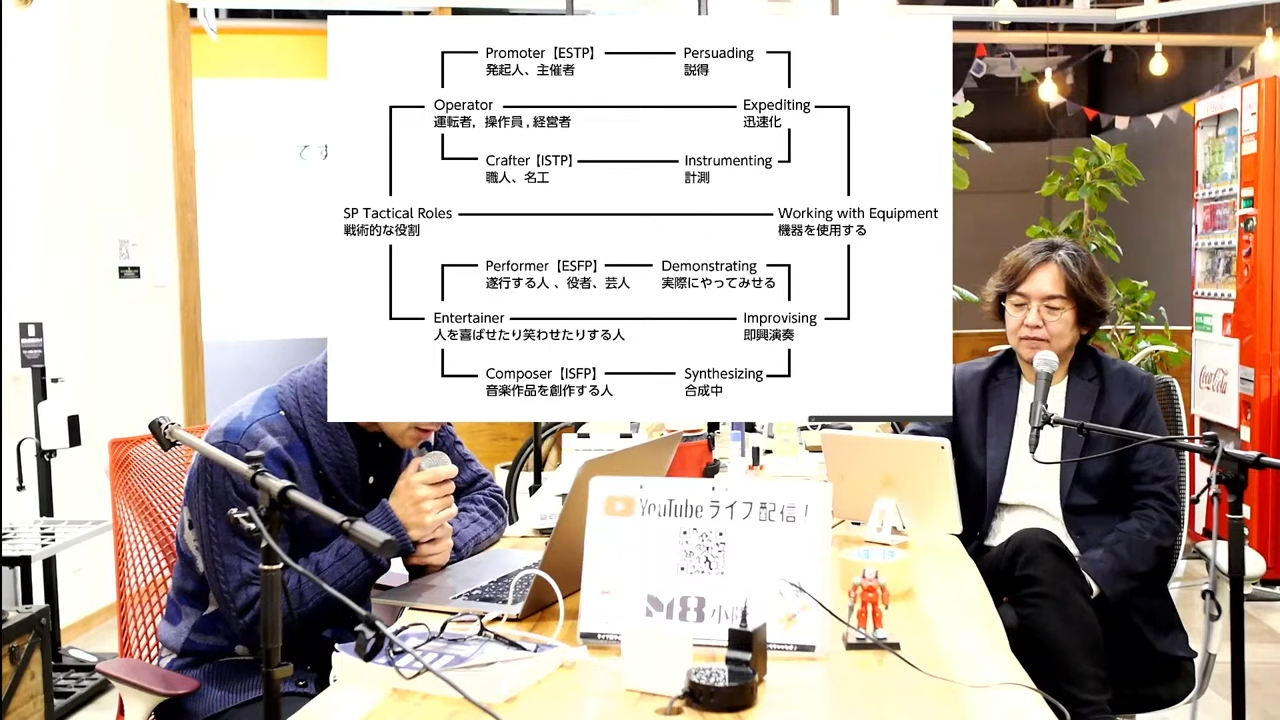 Promoter【ESTP】
発起人、主催者
Persuading
説得
Operator
運転者, 操作員 , 経営者
Expediting
迅速化
Crafter【ISTP】
職人、名工
Instrumenting
計測
SP Tactical Roles
戦術的な役割
Working with Equipment
機器を使用する
Performer【ESFP】
遂行する人 、役者、芸人
Demonstrating
実際にやってみせる
Entertainer
人を喜ばせたり笑わせたりする人
Improvising
即興演奏
Composer【ISFP】
音楽作品を創作する人
Synthesizing
合成中
てす
Coca-Cola
YouTubeライブ配信!
M8